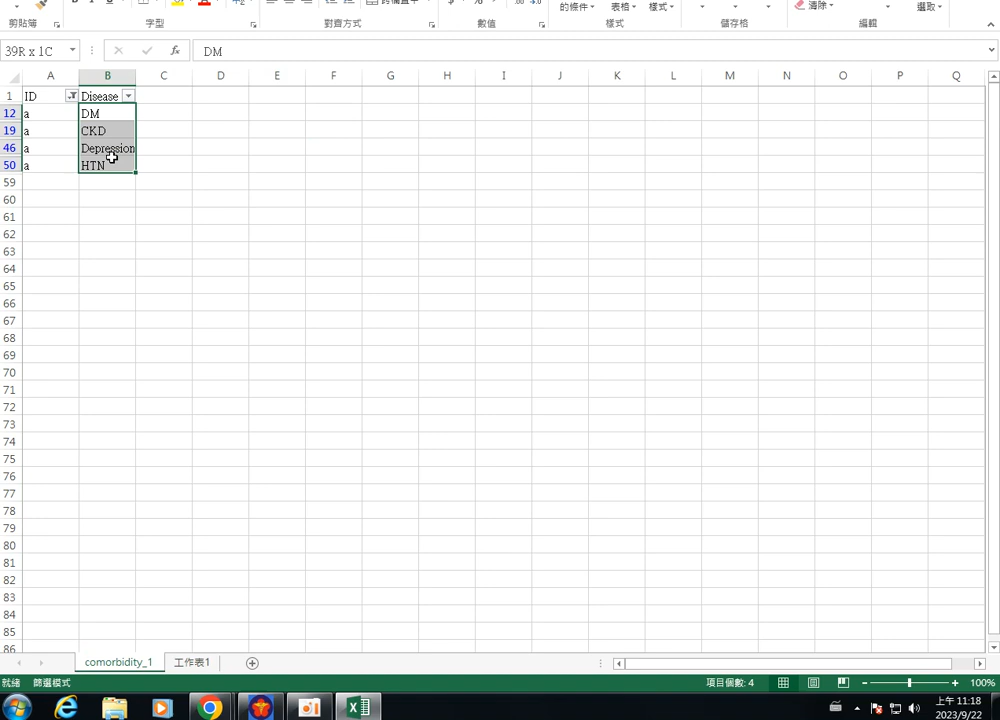 的條件 表格 樣式 清除 選取
剪貼簿 字型 對齊方式 數值 樣式 儲存格 編輯
39R x 1C fx DM
A B C D E F G H I J K L M N O P Q
1 ID Disease
12 a DM
19 a CKD
46 a Depression
50 a HTN
59
60
61
62
63
64
65
66
67
68
69
70
71
72
73
74
75
76
77
78
79
80
81
82
83
84
85
86
comorbidity_1 工作表1
就緒 篩選模式 項目個數: 4 100%
上午 11:18
2023/9/22